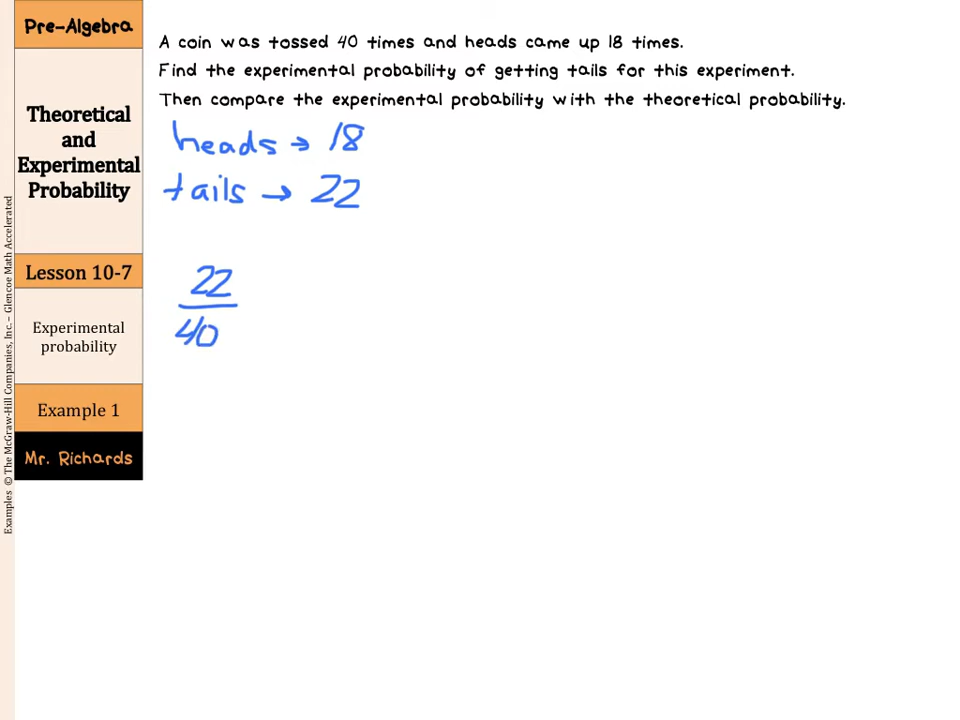 Pre-Algebra
Theoretical
and
Experimental
Probability
Lesson 10-7
Experimental
probability
Example 1
Mr. Richards
Examples © The McGraw-Hill Companies, Inc. – Glencoe Math Accelerated
A coin was tossed 40 times and heads came up 18 times.
Find the experimental probability of getting tails for this experiment.
Then compare the experimental probability with the theoretical probability.
heads → 18
tails → 22
22
40